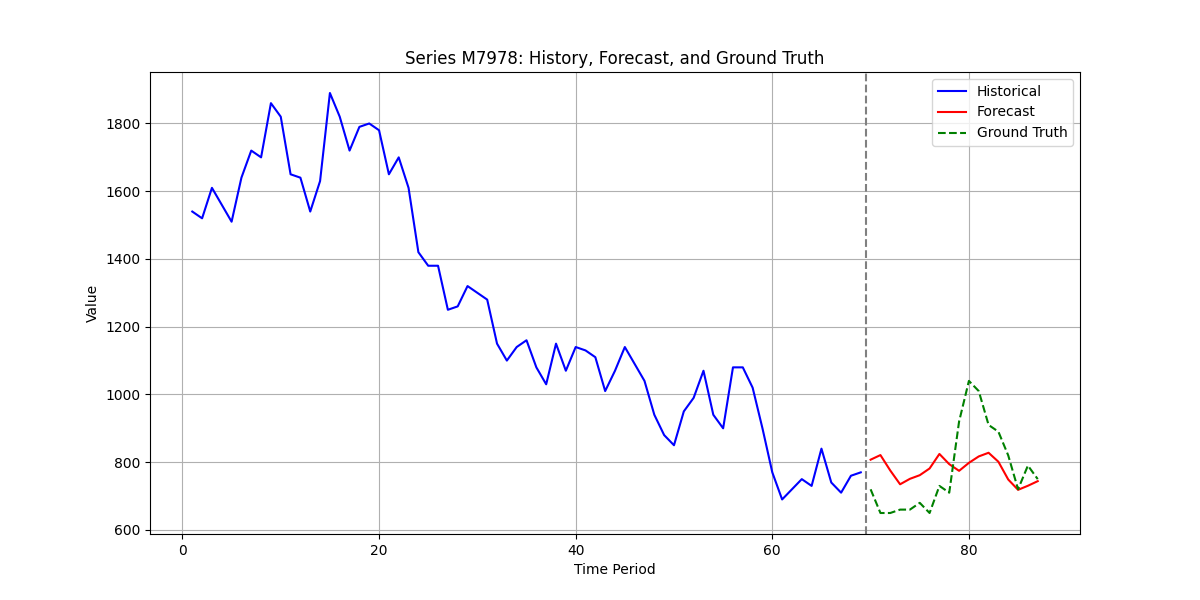 Series M7978: History, Forecast, and Ground Truth
Historical
Forecast
Ground Truth
1800
1600
1400
1200
1000
800
600
Value
0 20 40 60 80
Time Period